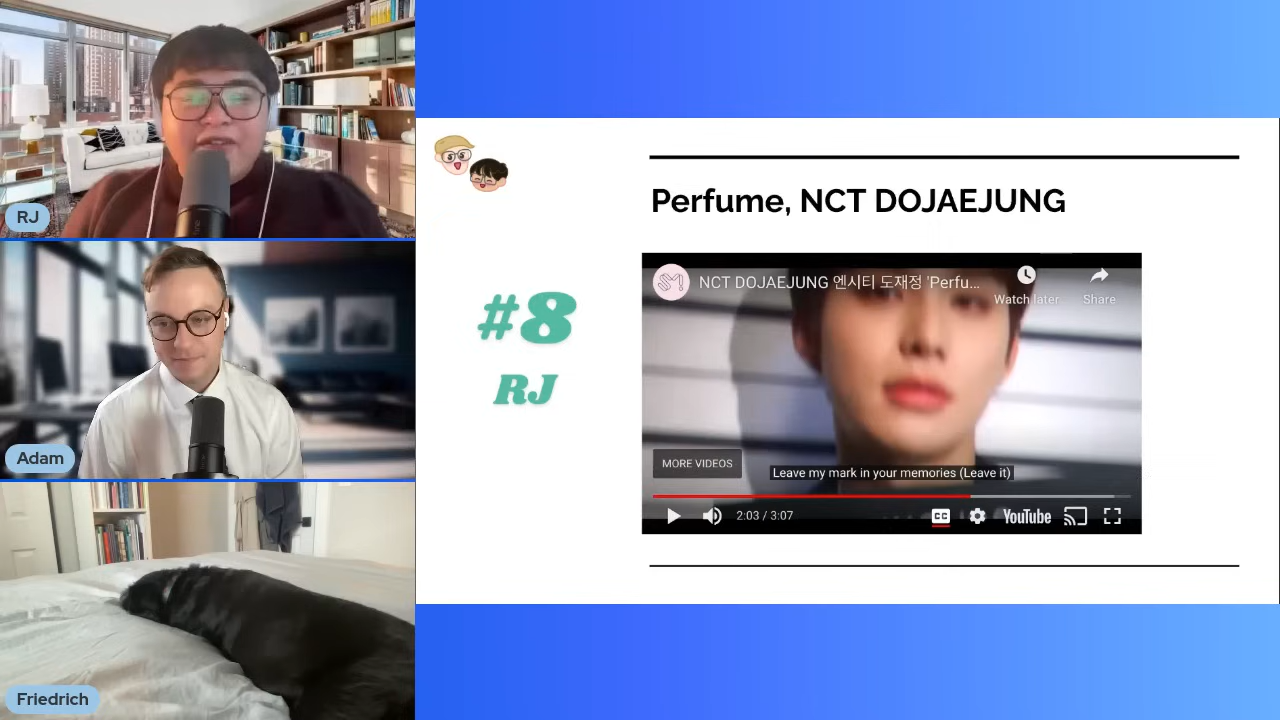 RJ
Adam
Friedrich
Perfume, NCT DOJAEJUNG
#8
RJ
NCT DOJAEJUNG 엔시티 도재정 'Perfu...
Watch later
Share
MORE VIDEOS
Leave my mark in your memories (Leave it)
2:03 / 3:07
CC
YouTube